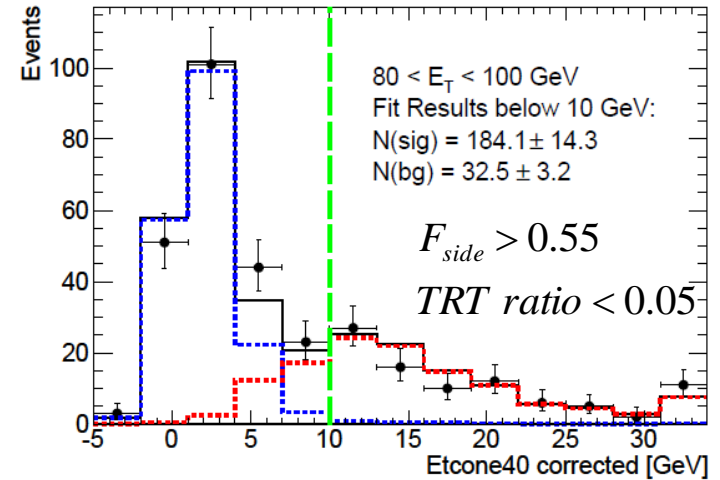 Events
100
80
60
40
20
0
80 < E_T < 100 GeV
Fit Results below 10 GeV:
N(sig) = 184.1 ± 14.3
N(bg) = 32.5 ± 3.2
F_side > 0.55
TRT ratio < 0.05
-5 0 5 10 15 20 25 30
Etcone40 corrected [GeV]